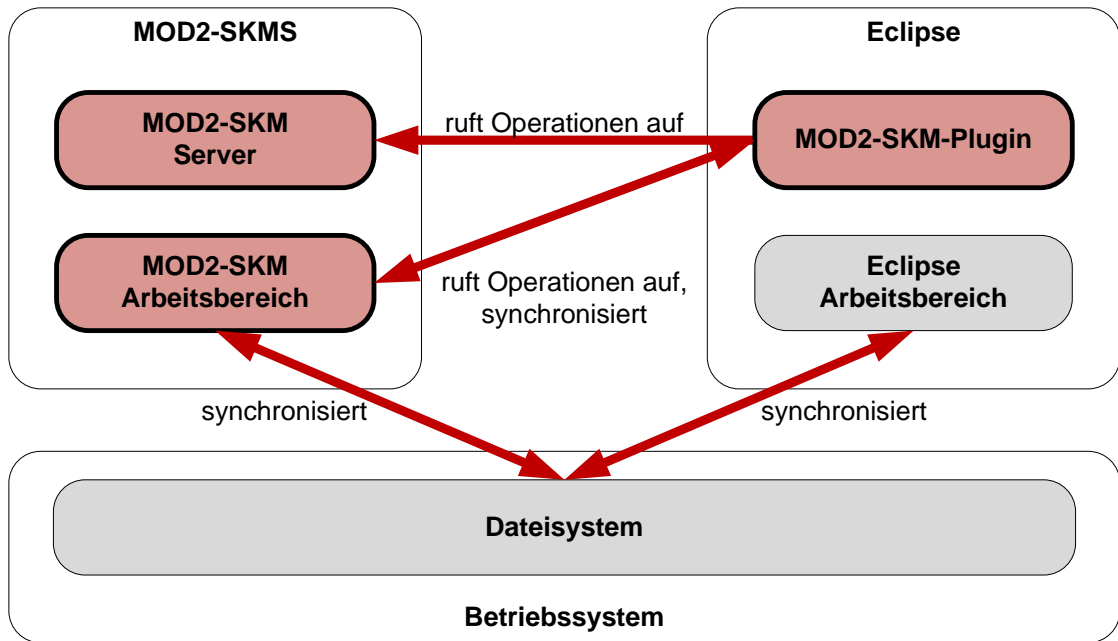 MOD2-SKMS
Eclipse
MOD2-SKM
Server
ruft Operationen auf
MOD2-SKM-Plugin
MOD2-SKM
Arbeitsbereich
ruft Operationen auf,
synchronisiert
Eclipse
Arbeitsbereich
synchronisiert
synchronisiert
Dateisystem
Betriebssystem